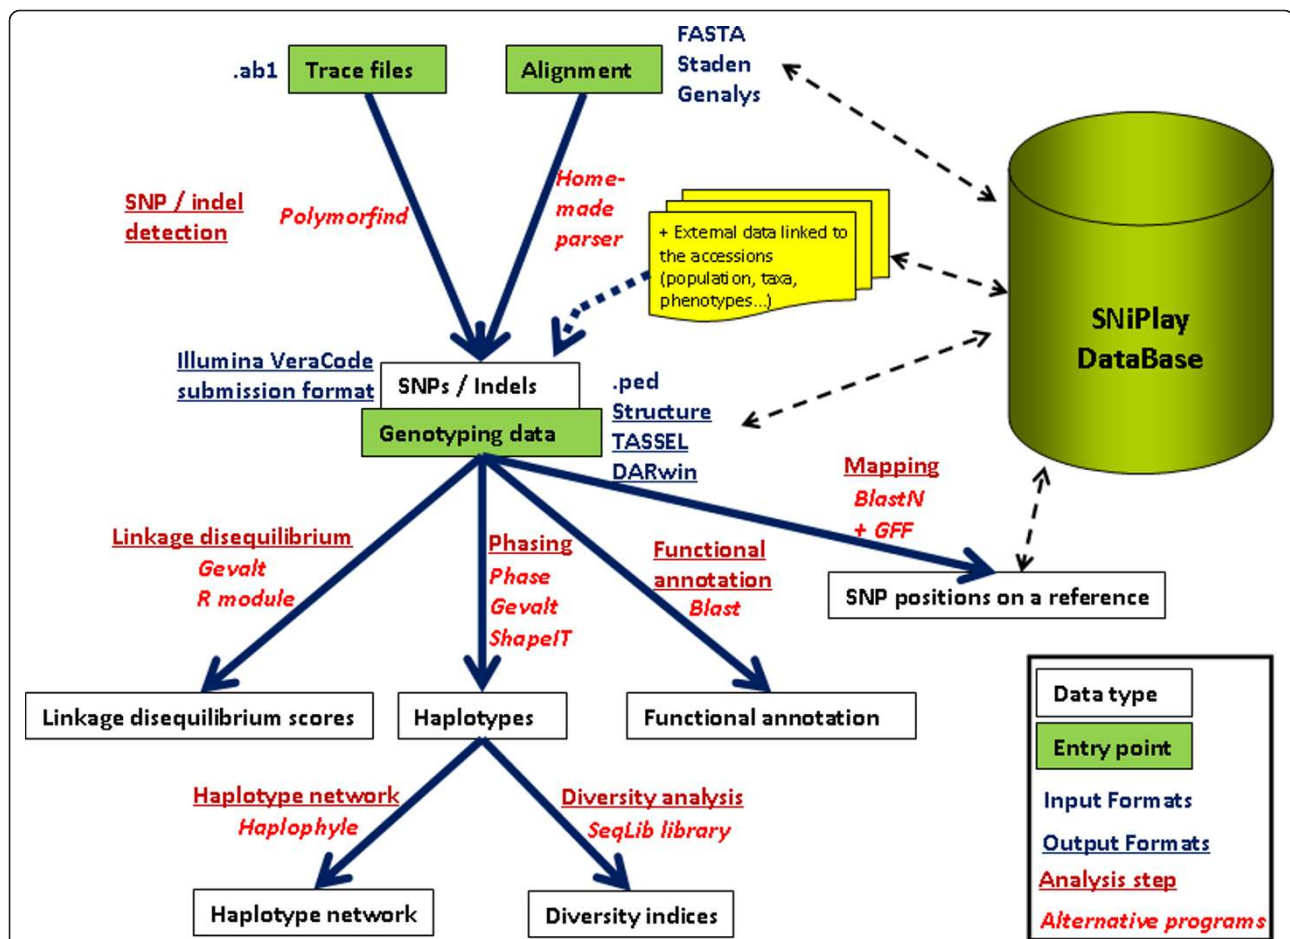 .ab1
Trace files
Alignment
FASTA
Staden
Genalys
SNP / indel
detection
Polymorfind
Home-
made
parser
+ External data linked to
the accessions
(population, taxa,
phenotypes...)
SNiPlay
DataBase
Illumina VeraCode
submission format
SNPs / Indels
Genotyping data
.ped
Structure
TASSEL
DARwin
Mapping
BlastN
+ GFF
Linkage disequilibrium
Gevalt
R module
Phasing
Phase
Gevalt
ShapeIT
Functional
annotation
Blast
SNP positions on a reference
Linkage disequilibrium scores
Haplotypes
Functional annotation
Haplotype network
Haplophyle
Diversity analysis
SeqLib library
Haplotype network
Diversity indices
Data type
Entry point
Input Formats
Output Formats
Analysis step
Alternative programs